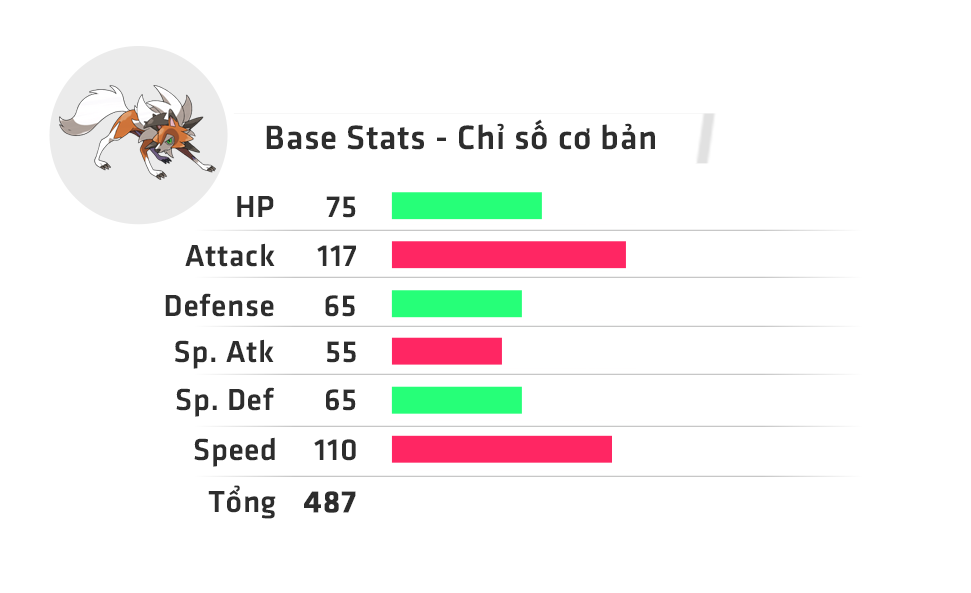 Base Stats - Chỉ số cơ bản
HP 75
Attack 117
Defense 65
Sp. Atk 55
Sp. Def 65
Speed 110
Tổng 487